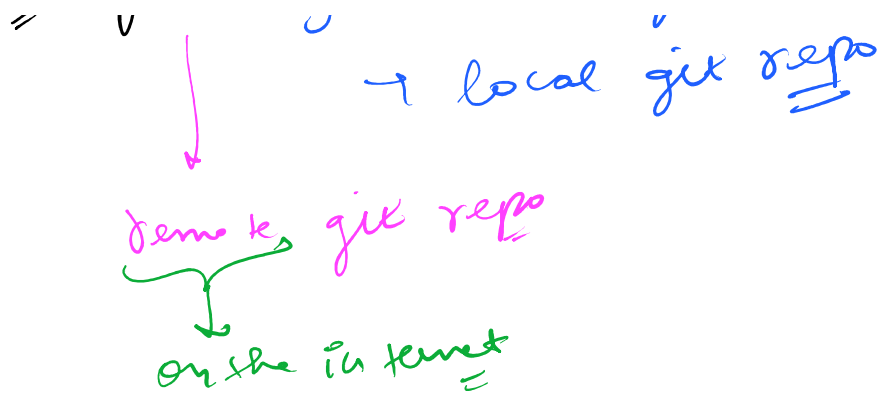 → local git repo
remote git repo
on the internet